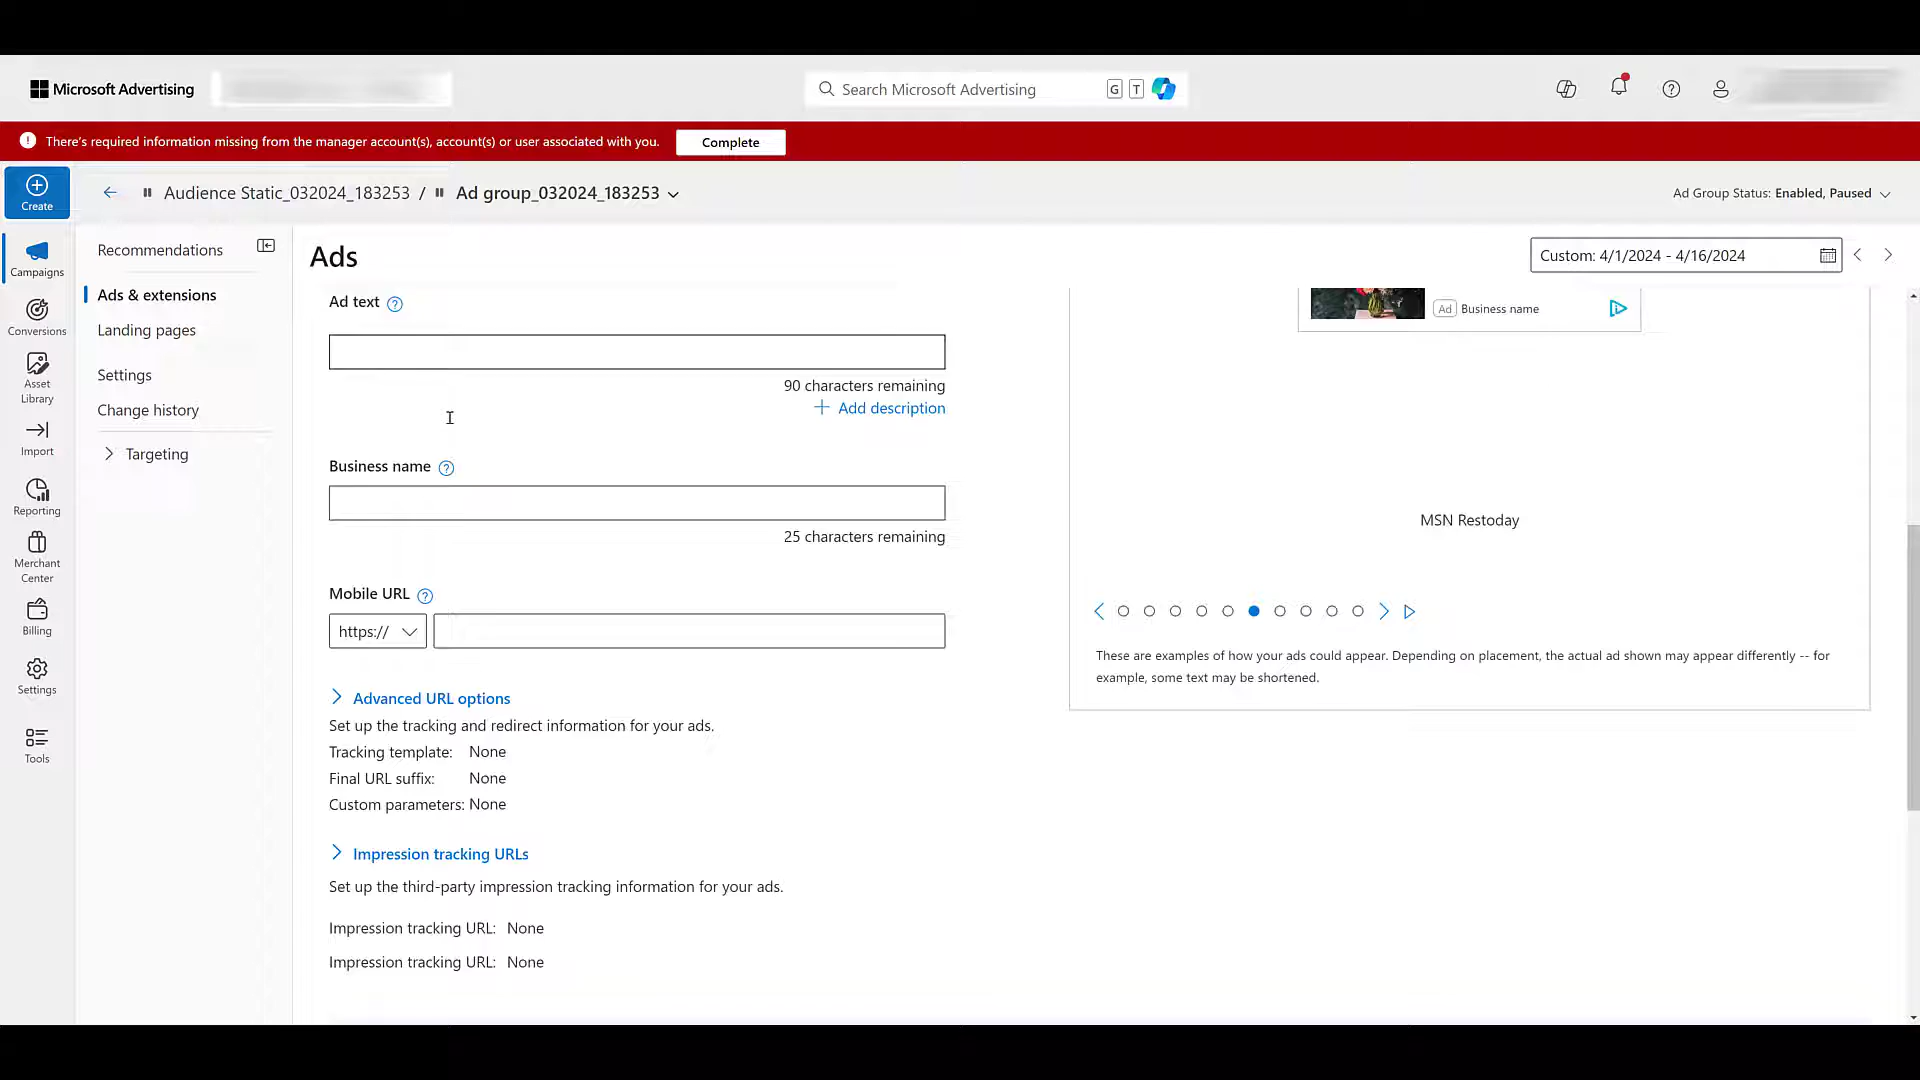 Microsoft Advertising
Search Microsoft Advertising
G T
There's required information missing from the manager account(s), account(s) or user associated with you.
Complete
Create
Audience Static_032024_183253 / Ad group_032024_183253
Ad Group Status: Enabled, Paused
Campaigns
Conversions
Asset
Library
Import
Reporting
Merchant
Center
Billing
Settings
Tools
Recommendations
Ads & extensions
Landing pages
Settings
Change history
Targeting
Ads
Custom: 4/1/2024 - 4/16/2024
Ad text
90 characters remaining
Add description
Business name
25 characters remaining
Mobile URL
https://
Advanced URL options
Set up the tracking and redirect information for your ads.
Tracking template: None
Final URL suffix: None
Custom parameters: None
Impression tracking URLs
Set up the third-party impression tracking information for your ads.
Impression tracking URL: None
Impression tracking URL: None
Ad Business name
MSN Restoday
These are examples of how your ads could appear. Depending on placement, the actual ad shown may appear differently -- for
example, some text may be shortened.